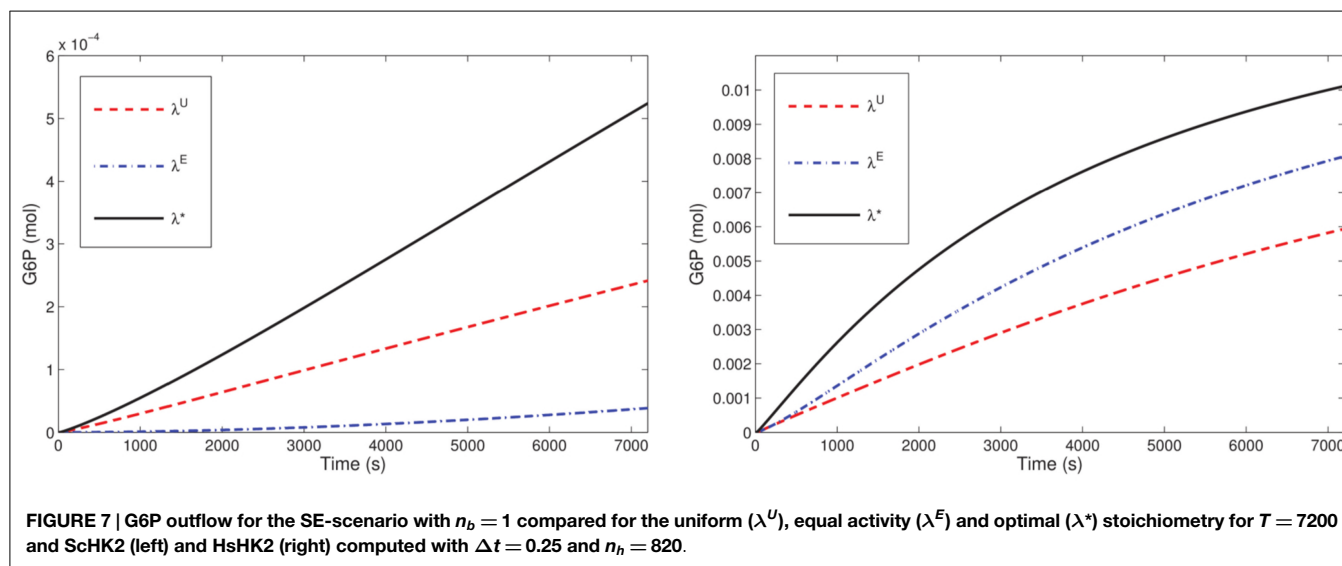 × 10⁻⁴
6
5
4
3
2
1
0
G6P (mol)
λᵁ
λᴱ
λ*
0 1000 2000 3000 4000 5000 6000 7000
Time (s)
0.01
0.009
0.008
0.007
0.006
0.005
0.004
0.003
0.002
0.001
0
G6P (mol)
λᵁ
λᴱ
λ*
0 1000 2000 3000 4000 5000 6000 7000
Time (s)
FIGURE 7 | G6P outflow for the SE-scenario with n_b = 1 compared for the uniform (λᵁ), equal activity (λᴱ) and optimal (λ*) stoichiometry for T = 7200
and ScHK2 (left) and HsHK2 (right) computed with Δt = 0.25 and n_h = 820.